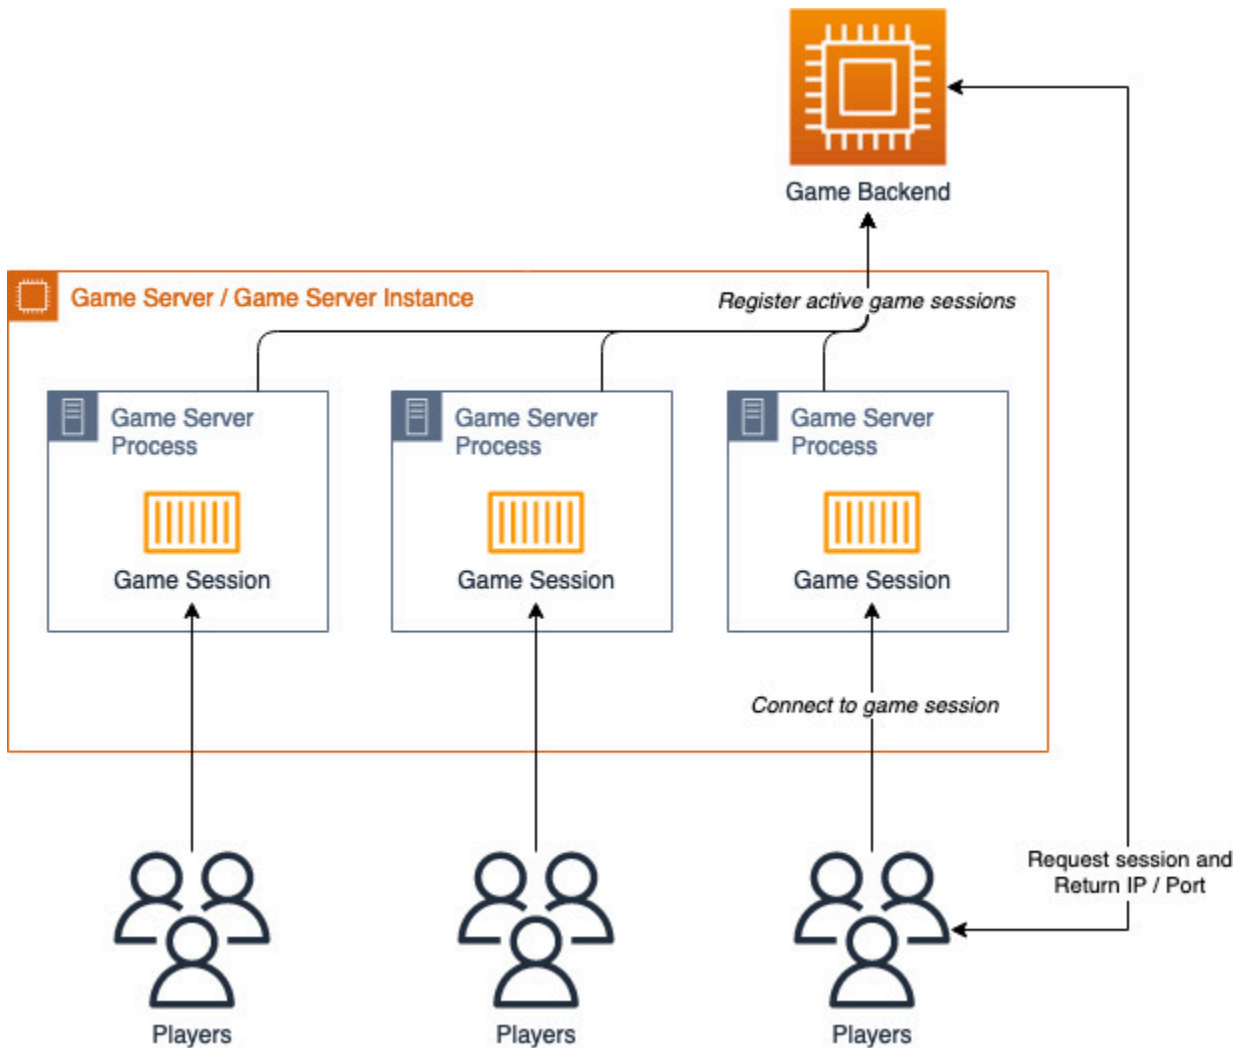 Game Backend
Game Server / Game Server Instance
Register active game sessions
Game Server
Process
Game Session
Game Server
Process
Game Session
Game Server
Process
Game Session
Connect to game session
Request session and
Return IP / Port
Players
Players
Players